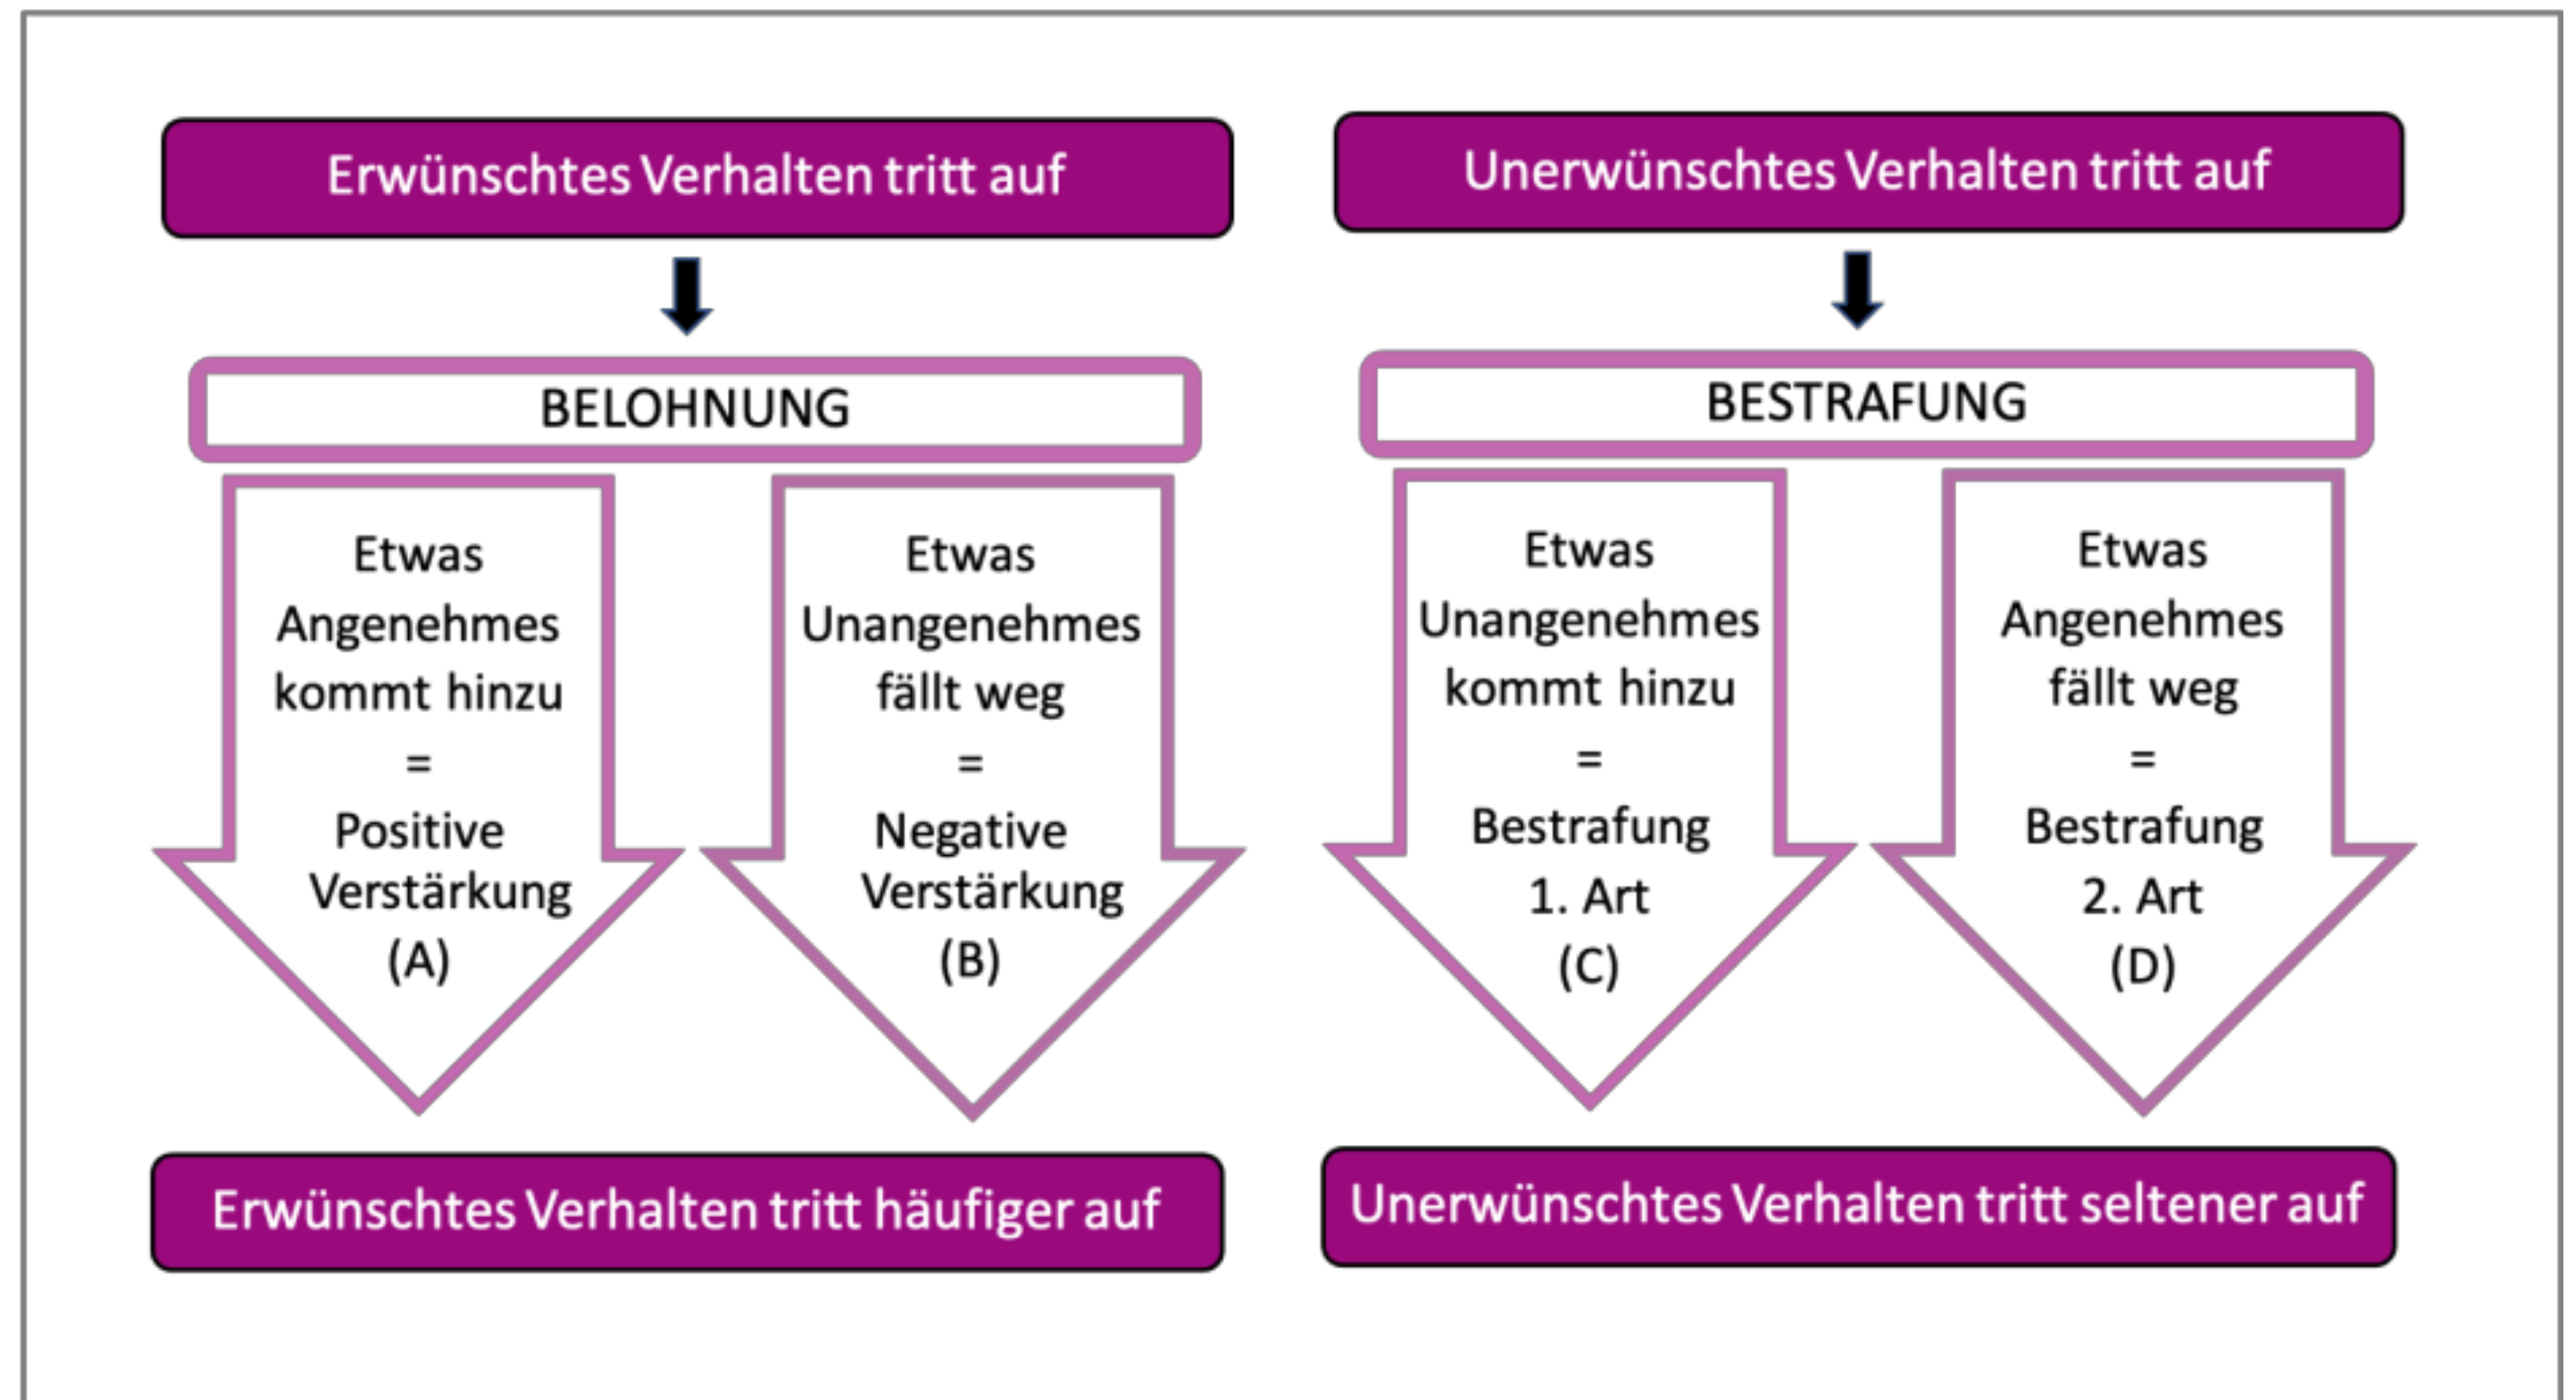 Erwünschtes Verhalten tritt auf
BELOHNUNG
Etwas
Angenehmes
kommt hinzu
=
Positive
Verstärkung
(A)
Etwas
Unangenehmes
fällt weg
=
Negative
Verstärkung
(B)
Erwünschtes Verhalten tritt häufiger auf
Unerwünschtes Verhalten tritt auf
BESTRAFUNG
Etwas
Unangenehmes
kommt hinzu
=
Bestrafung
1. Art
(C)
Etwas
Angenehmes
fällt weg
=
Bestrafung
2. Art
(D)
Unerwünschtes Verhalten tritt seltener auf